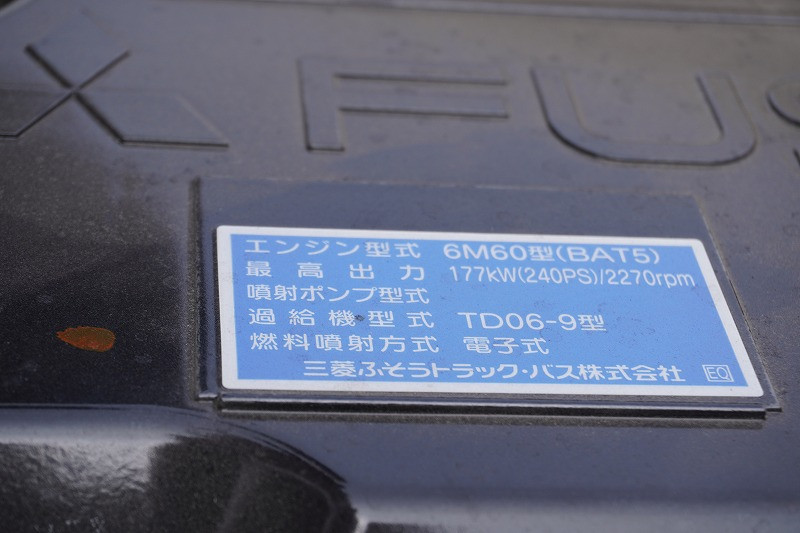 FUS
エンジン型式 6M60型(BAT5)
最高出力 177kW(240PS)/2270rpm
噴射ポンプ型式
過給機型式 TD06-9型
燃料噴射方式 電子式
三菱ふそうトラック・バス株式会社 EQ